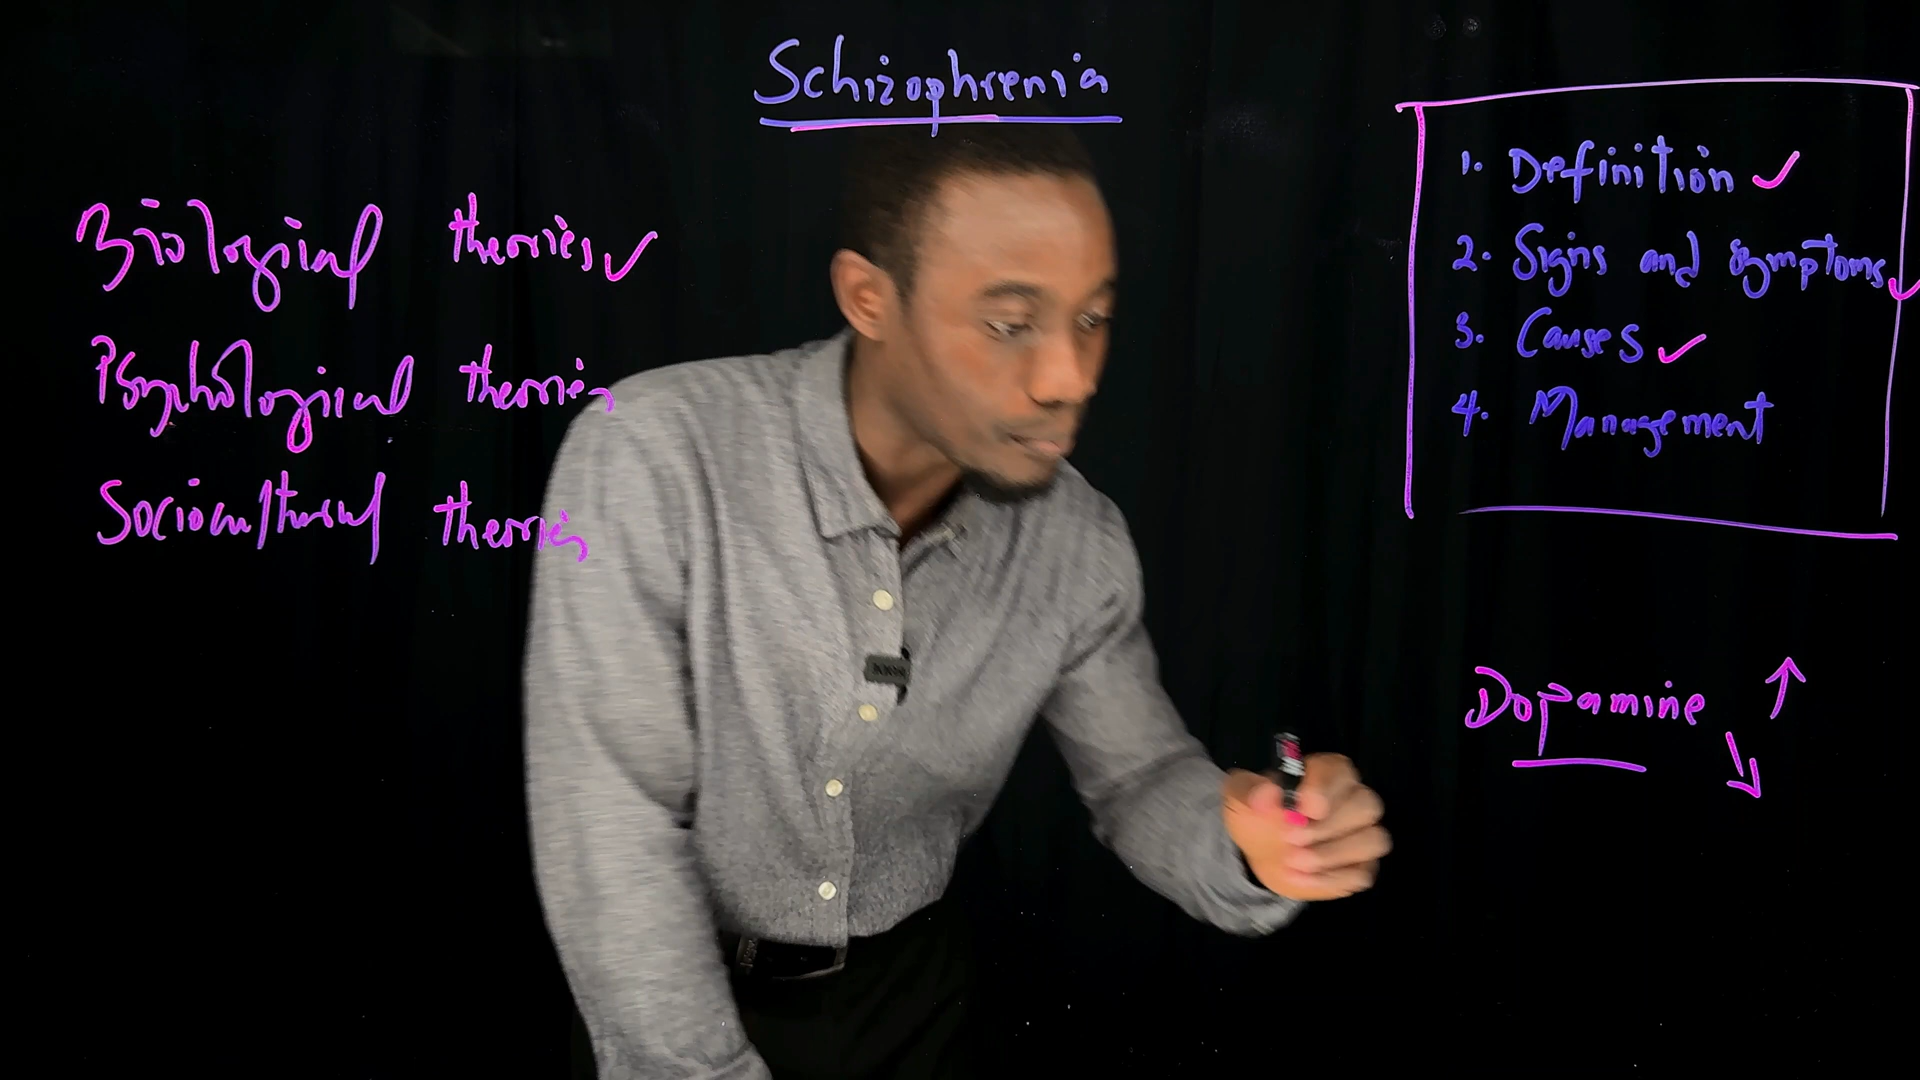 Schizophrenia
Biological theories ✓
Psychological theories
Sociocultural theories
1. Definition ✓
2. Signs and symptoms ✓
3. Causes ✓
4. Management
Dopamine ↑ ↓